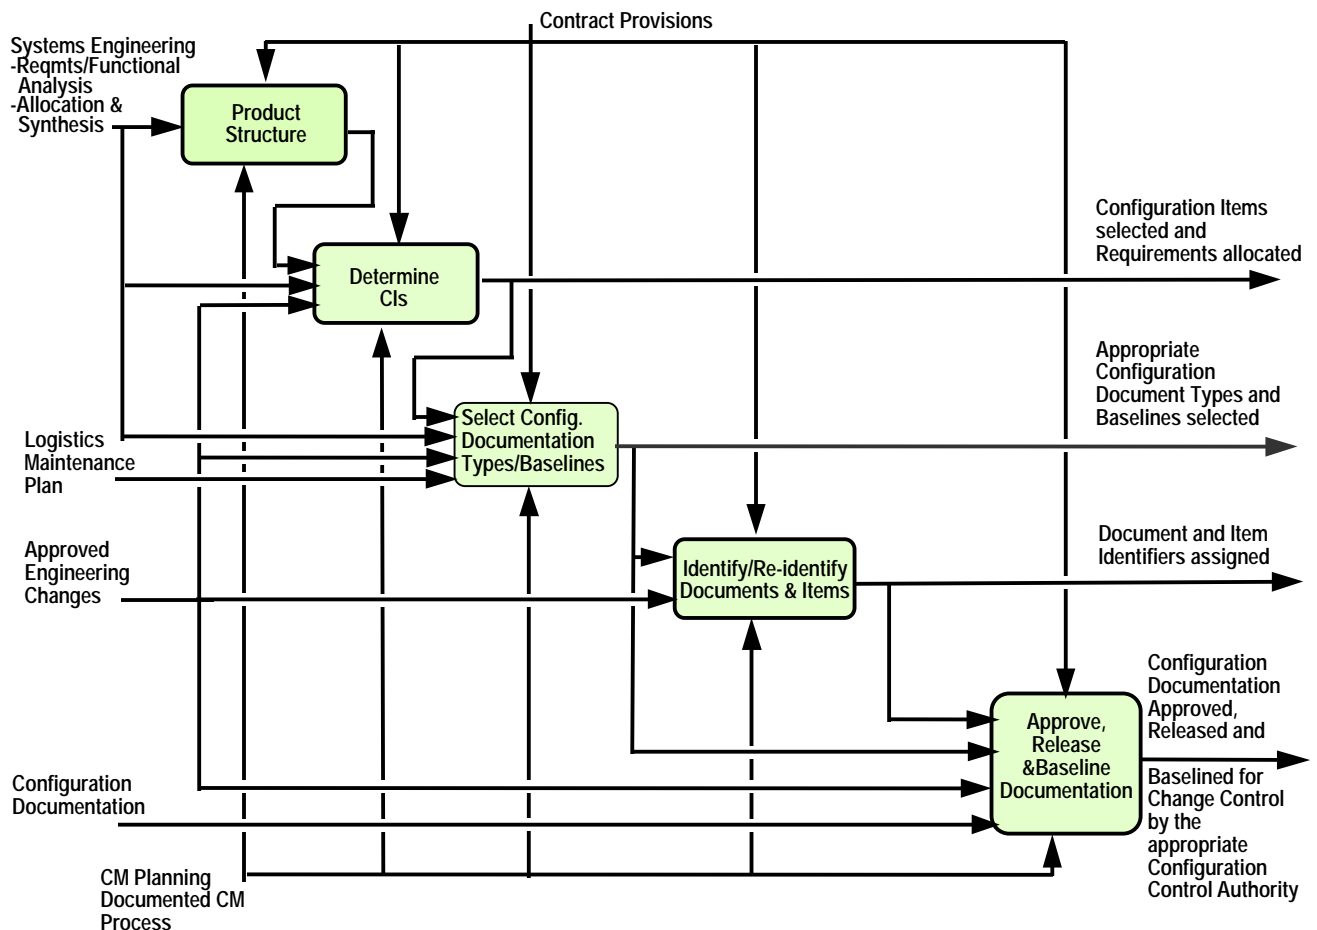 Contract Provisions
Systems Engineering
-Reqmts/Functional
Analysis
-Allocation &
Synthesis
Product
Structure
Configuration Items
selected and
Requirements allocated
Determine
CIs
Appropriate
Configuration
Document Types and
Baselines selected
Select Config.
Documentation
Types/Baselines
Logistics
Maintenance
Plan
Document and Item
Identifiers assigned
Approved
Engineering
Changes
Identify/Re-identify
Documents & Items
Configuration
Documentation
Approved,
Released and
Baselined for
Change Control
by the
appropriate
Configuration
Control Authority
Approve,
Release
&Baseline
Documentation
Configuration
Documentation
CM Planning
Documented CM
Process